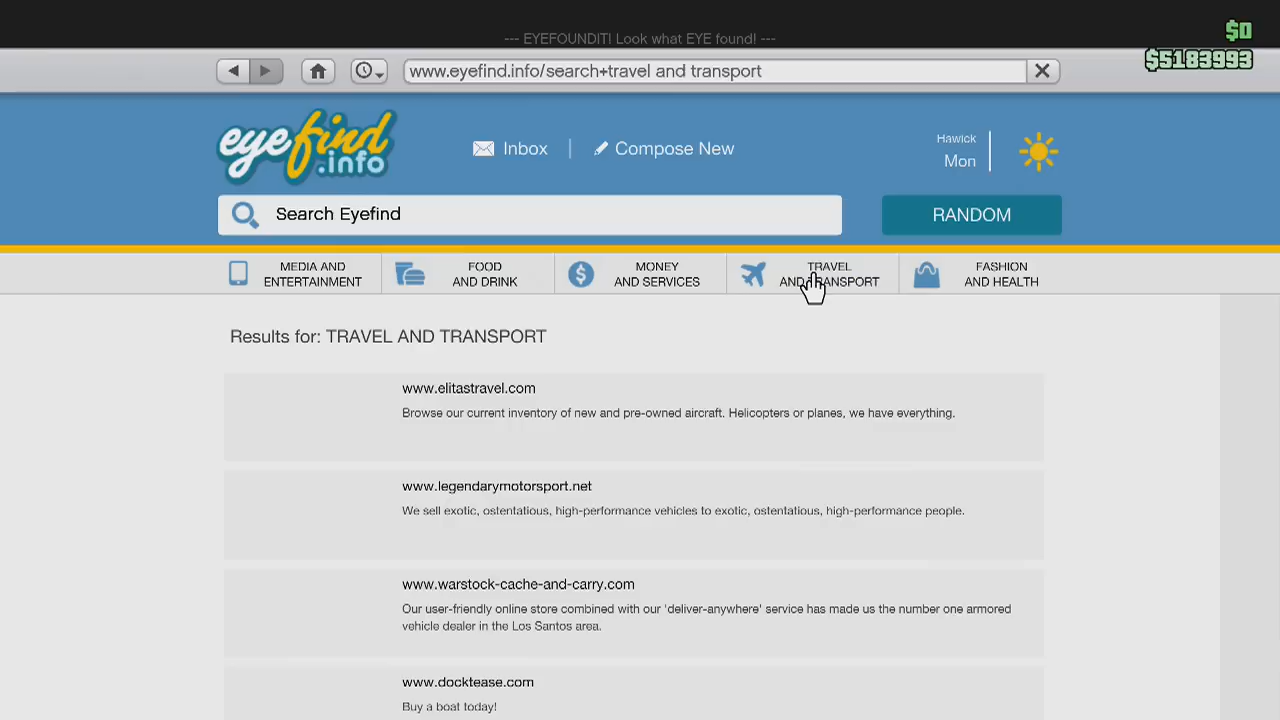 --- EYEFOUNDIT! Look what EYE found! ---
$0
$5183993
www.eyefind.info/search+travel and transport
eyefind.info
Inbox
Compose New
Hawick
Mon
Search Eyefind
RANDOM
MEDIA AND
ENTERTAINMENT
FOOD
AND DRINK
MONEY
AND SERVICES
TRAVEL
AND TRANSPORT
FASHION
AND HEALTH
Results for: TRAVEL AND TRANSPORT
www.elitastravel.com
Browse our current inventory of new and pre-owned aircraft. Helicopters or planes, we have everything.
www.legendarymotorsport.net
We sell exotic, ostentatious, high-performance vehicles to exotic, ostentatious, high-performance people.
www.warstock-cache-and-carry.com
Our user-friendly online store combined with our 'deliver-anywhere' service has made us the number one armored
vehicle dealer in the Los Santos area.
www.docktease.com
Buy a boat today!